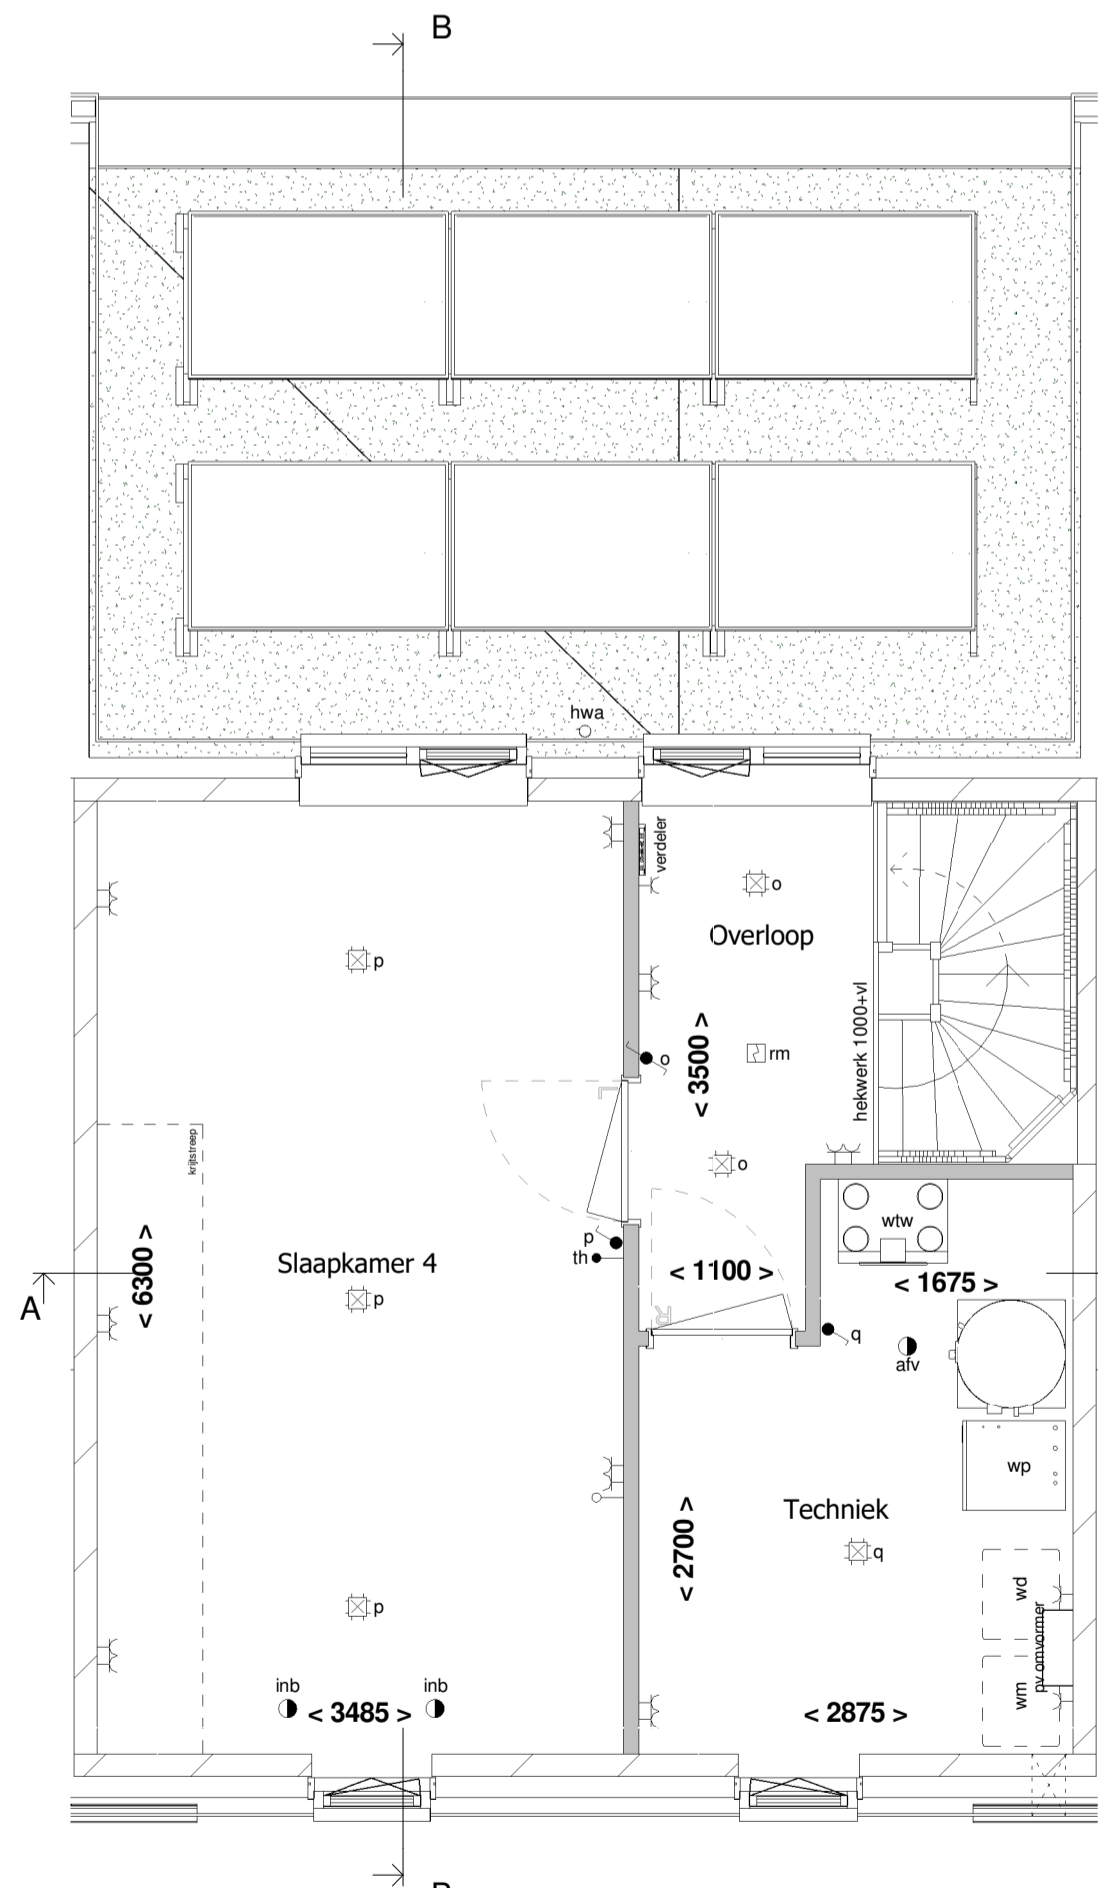 B
hwa
verdeler
o
Overloop
p
hekwerk 1000+vl
< 3500 >
o
rm
L
krijtstreep
o
wtw
p
th
< 6300 >
Slaapkamer 4
< 1100 >
< 1675 >
A
p
R
q
afv
wp
< 2700 >
Techniek
q
wd
p
pv omvormer
inb
inb
wm
< 3485 >
< 2875 >